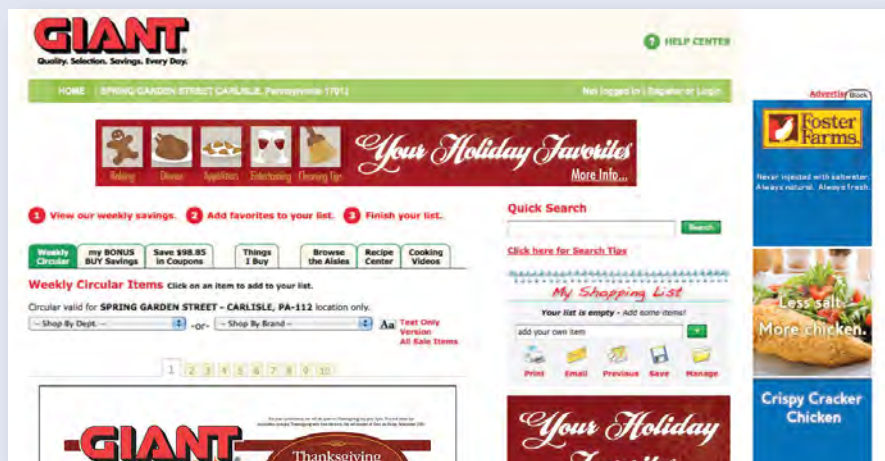 GIANT
Quality. Selection. Savings. Every Day.
? HELP CENTER
HOME | SPRING GARDEN STREET CARLISLE, Pennsylvania 17013
Not logged in | Register or Login
Advertis
Block
Foster
Farms
Never injected with saltwater.
Always natural. Always fresh.
Baking
Dinner
Appetizers
Entertaining
Cleaning Tips
Your Holiday Favorites
More Info...
1 View our weekly savings. 2 Add favorites to your list. 3 Finish your list.
Quick Search
Search
Click here for Search Tips
Weekly
Circular
my BONUS
BUY Savings
Save $98.85
in Coupons
Things
I Buy
Browse
the Aisles
Recipe
Center
Cooking
Videos
Weekly Circular Items Click on an item to add to your list.
Circular valid for SPRING GARDEN STREET - CARLISLE, PA-112 location only.
-- Shop By Dept. -- -or- -- Shop By Brand --
Aa Text Only
Version
All Sale Items
My Shopping List
Your list is empty - Add some items!
add your own item
Print Email Previous Save Manage
Less salt.
More chicken.
1 2 3 4 5 6 7 8 9 10
GIANT
Thanksgiving
Your Holiday
Favorites
Crispy Cracker
Chicken